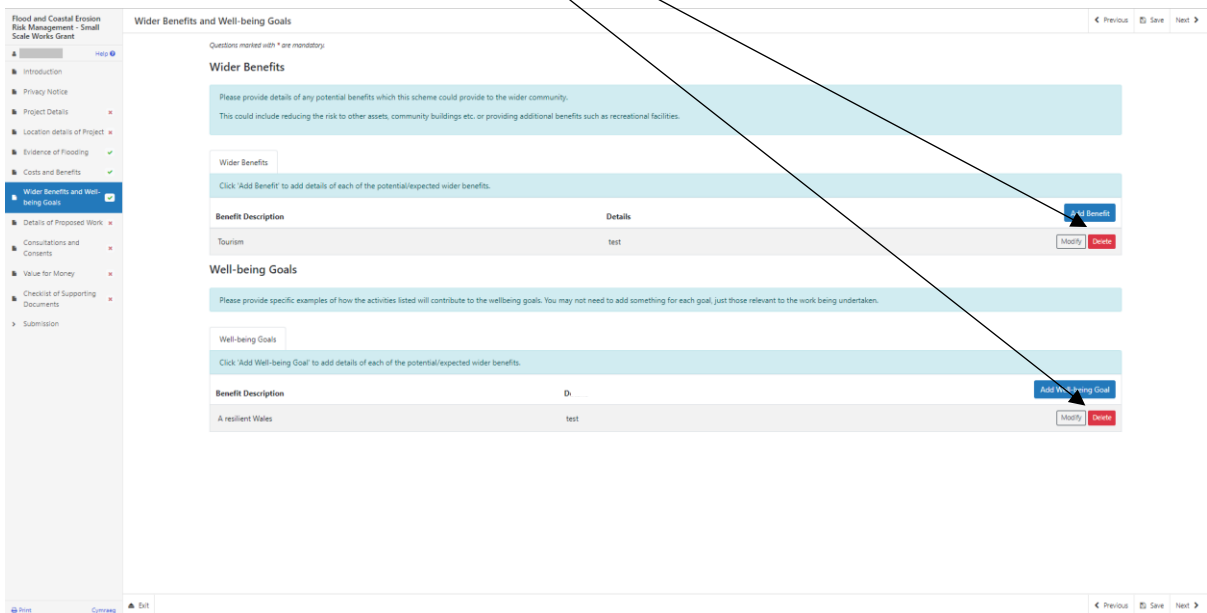 Flood and Coastal Erosion
Risk Management - Small
Scale Works Grant
Help
Introduction
Privacy Notice
Project Details
Location details of Project
Evidence of Flooding
Costs and Benefits
Wider Benefits and Well-
being Goals
Details of Proposed Work
Consultations and
Consents
Value for Money
Checklist of Supporting
Documents
Submission
Print Cymraeg
Wider Benefits and Well-being Goals
Previous Save Next
Questions marked with * are mandatory.
Wider Benefits
Please provide details of any potential benefits which this scheme could provide to the wider community.
This could include reducing the risk to other assets, community buildings etc. or providing additional benefits such as recreational facilities.
Wider Benefits
Click 'Add Benefit' to add details of each of the potential/expected wider benefits.
Benefit Description Details Add Benefit
Tourism test Modify Delete
Well-being Goals
Please provide specific examples of how the activities listed will contribute to the wellbeing goals. You may not need to add something for each goal, just those relevant to the work being undertaken.
Well-being Goals
Click 'Add Well-being Goal' to add details of each of the potential/expected wider benefits.
Benefit Description Add Well-being Goal
A resilient Wales test Modify Delete
Exit Previous Save Next